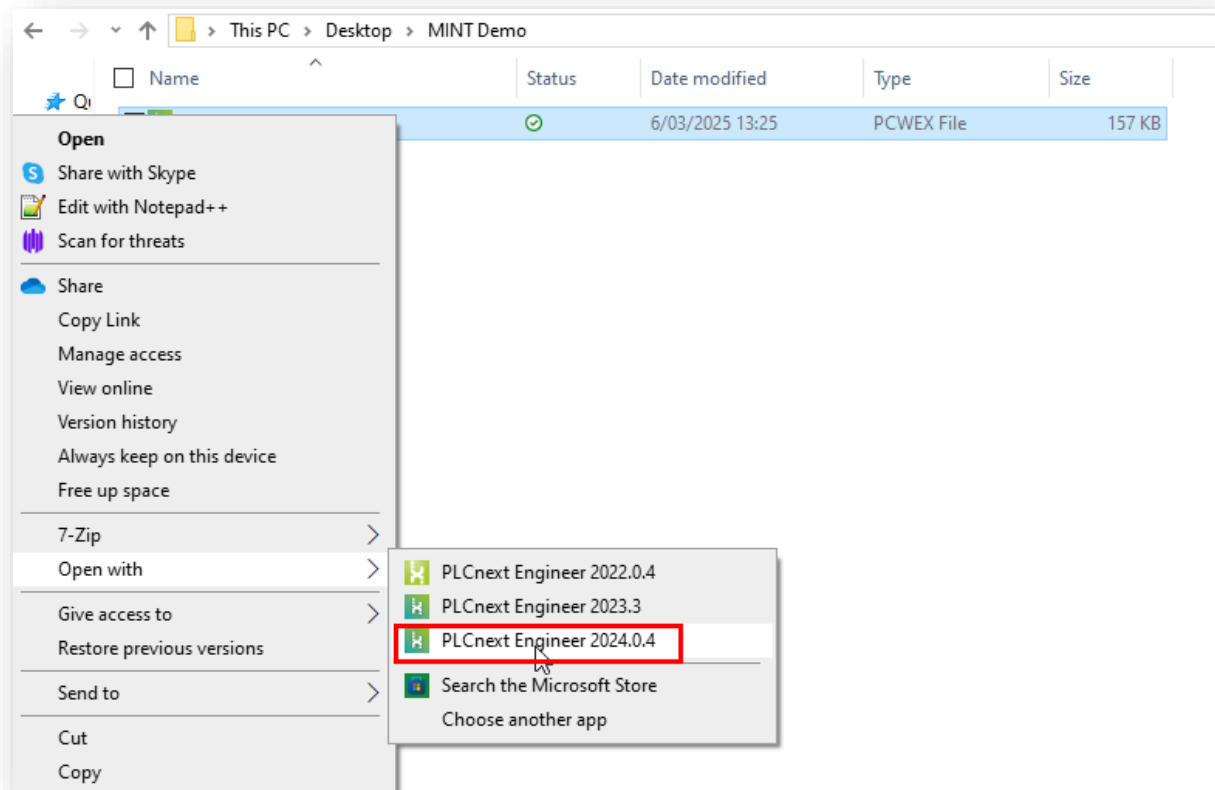 This PC > Desktop > MINT Demo
Name Status Date modified Type Size
6/03/2025 13:25 PCWEX File 157 KB
Open
Share with Skype
Edit with Notepad++
Scan for threats
Share
Copy Link
Manage access
View online
Version history
Always keep on this device
Free up space
7-Zip
Open with
PLCnext Engineer 2022.0.4
PLCnext Engineer 2023.3
PLCnext Engineer 2024.0.4
Search the Microsoft Store
Choose another app
Give access to
Restore previous versions
Send to
Cut
Copy